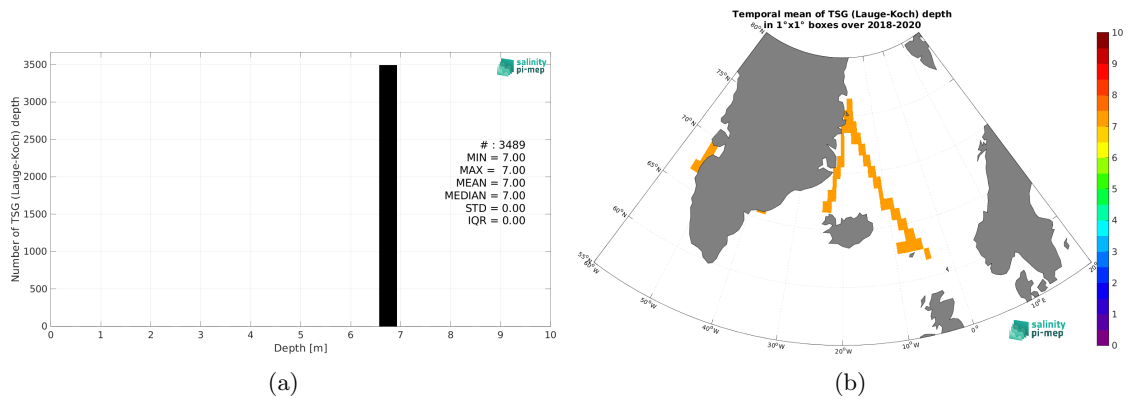 3500
3000
2500
2000
1500
1000
500
0
Number of TSG (Lauge-Koch) depth
salinity
pi-mep
# : 3489
MIN = 7.00
MAX = 7.00
MEAN = 7.00
MEDIAN = 7.00
STD = 0.00
IQR = 0.00
0 1 2 3 4 5 6 7 8 9 10
Depth [m]
(a)
Temporal mean of TSG (Lauge-Koch) depth
in 1°x1° boxes over 2018-2020
80°N
75°N
70°N
65°N
60°N
55°N
60°W
50°W
40°W
30°W
20°W
10°W
0°
10°E
20°
salinity
pi-mep
10
9
8
7
6
5
4
3
2
1
0
(b)